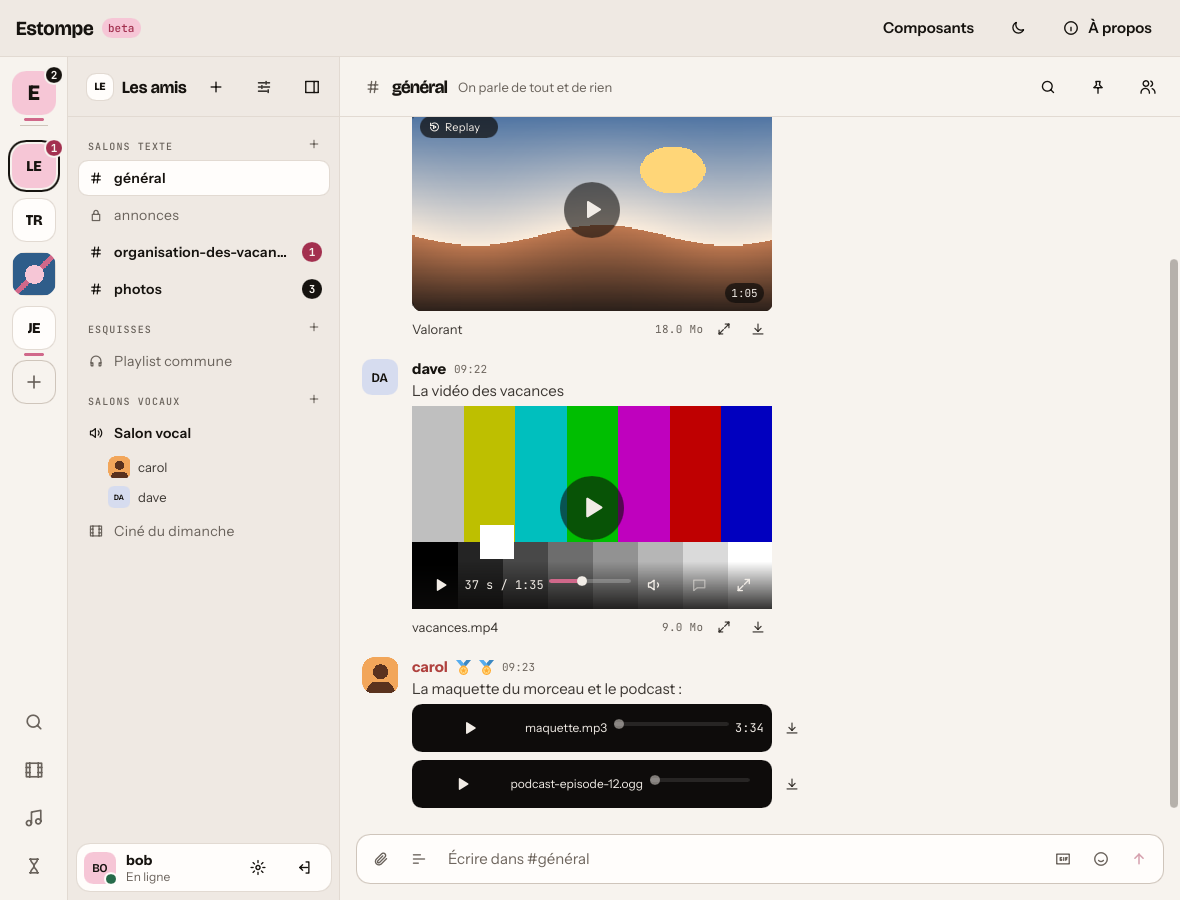 Estompe beta
Composants
À propos
E 2
LE 1
TR
JE
LE Les amis
SALONS TEXTE
# général
annonces
# organisation-des-vacan... 1
# photos 3
ESQUISSES
Playlist commune
SALONS VOCAUX
Salon vocal
carol
DA dave
Ciné du dimanche
BO bob
En ligne
# général On parle de tout et de rien
Replay
1:05
Valorant 18.0 Mo
DA dave 09:22
La vidéo des vacances
37 s / 1:35
vacances.mp4 9.0 Mo
carol 09:23
La maquette du morceau et le podcast :
maquette.mp3 3:34
podcast-episode-12.ogg
Écrire dans #général
GIF